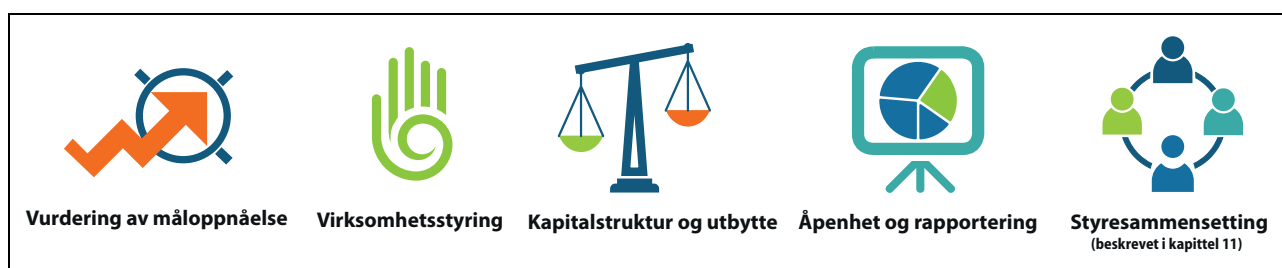 Vurdering av måloppnåelse
Virksomhetsstyring
Kapitalstruktur og utbytte
Åpenhet og rapportering
Styresammensetting
(beskrevet i kapittel 11)